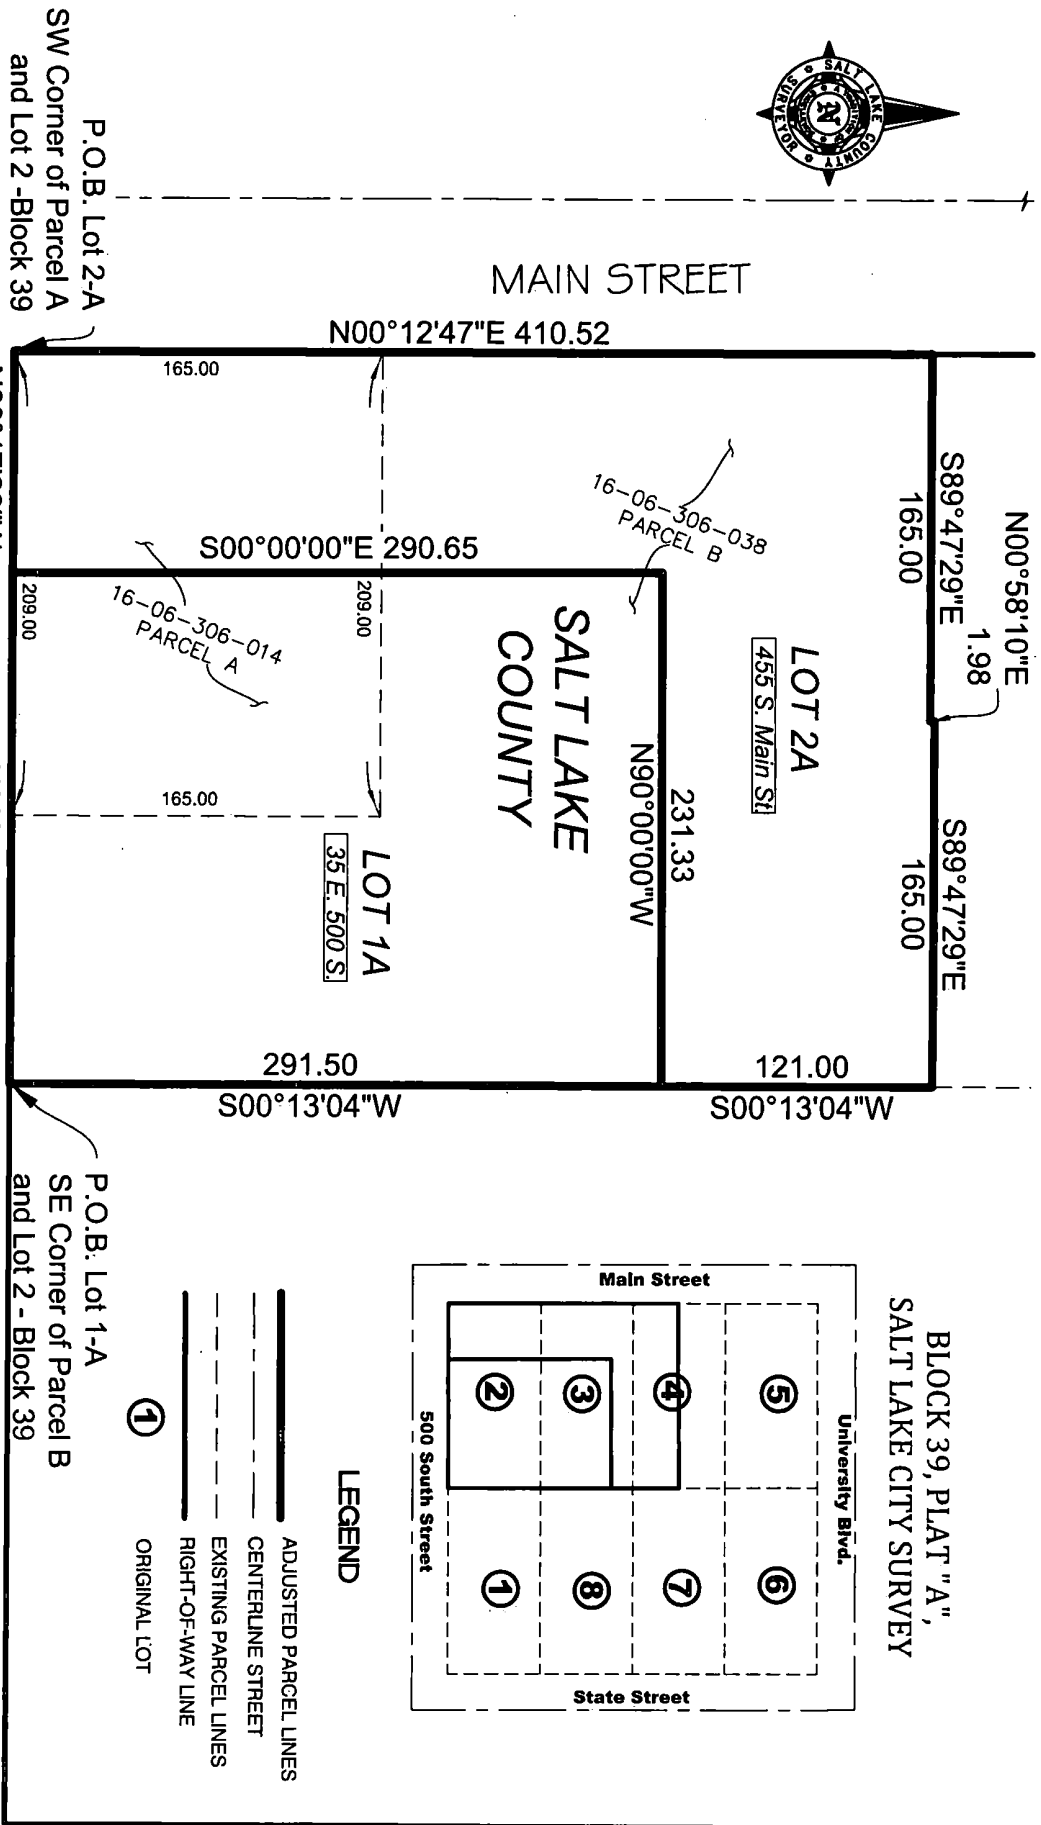 SALT LAKE COUNTY
SURVEYOR
N
MAIN STREET
N00°58'10"E
1.98
S89°47'29"E
165.00
S89°47'29"E
165.00
N00°12'47"E 410.52
165.00
16-06-306-038
PARCEL B
LOT 2A
455 S. Main St
231.33
N90°00'00"W
121.00
S00°13'04"W
S00°00'00"E 290.65
SALT LAKE
COUNTY
209.00
16-06-306-014
PARCEL A
209.00
165.00
LOT 1A
35 E. 500 S.
291.50
S00°13'04"W
P.O.B. Lot 2-A
SW Corner of Parcel A
and Lot 2 -Block 39
P.O.B. Lot 1-A
SE Corner of Parcel B
and Lot 2 - Block 39
BLOCK 39, PLAT "A",
SALT LAKE CITY SURVEY
University Blvd.
Main Street
5
6
4
7
3
8
2
1
State Street
500 South Street
LEGEND
ADJUSTED PARCEL LINES
CENTERLINE STREET
EXISTING PARCEL LINES
RIGHT-OF-WAY LINE
1
ORIGINAL LOT